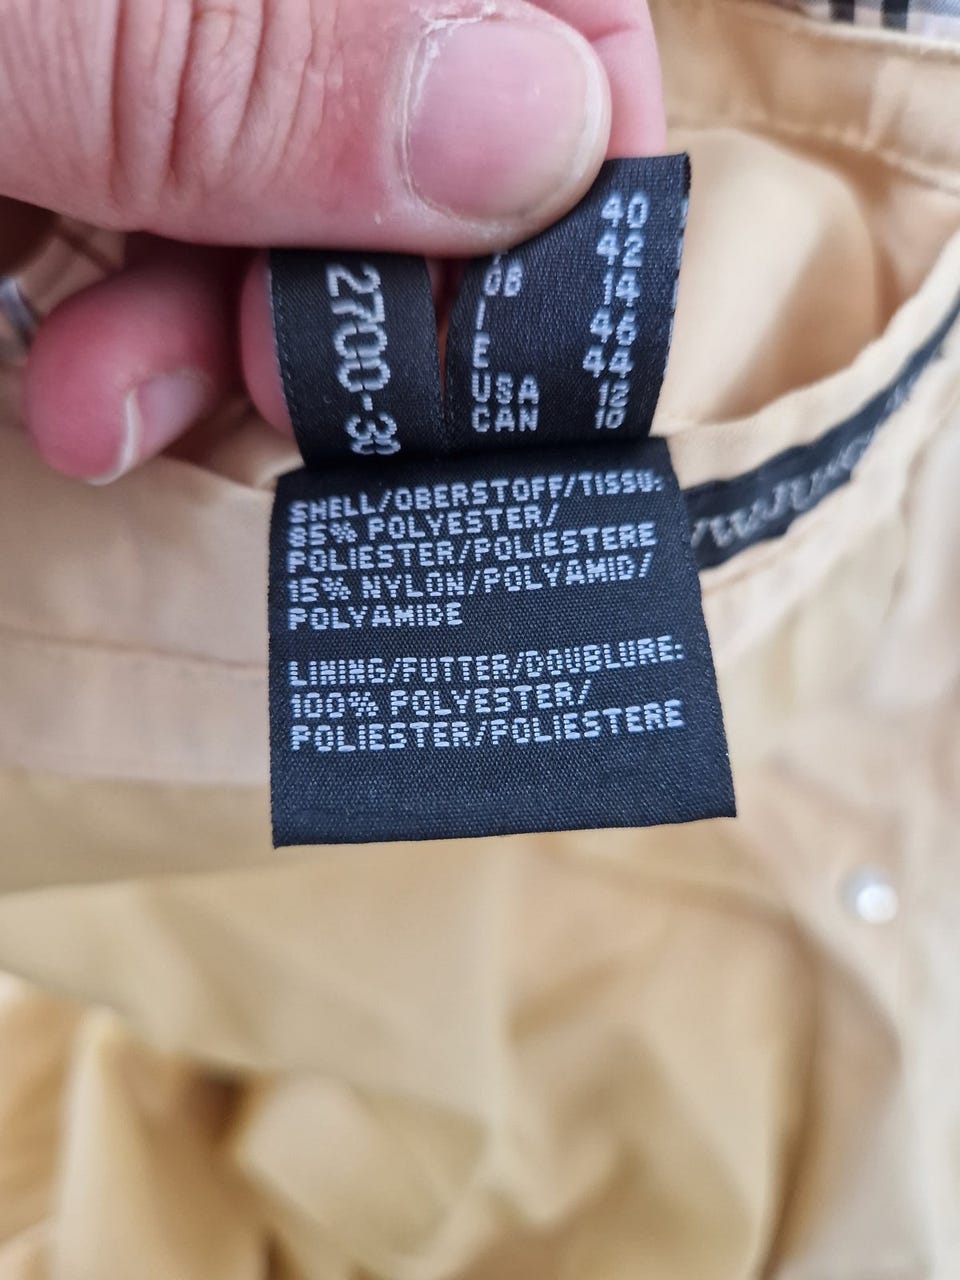 2700-38
40
42
GB 14
I 46
E 44
USA 12
CAN 10
SHELL/OBERSTOFF/TISSU:
85% POLYESTER/
POLIESTER/POLIESTERE
15% NYLON/POLYAMID/
POLYAMIDE
LINING/FUTTER/DOUBLURE:
100% POLYESTER/
POLIESTER/POLIESTERE